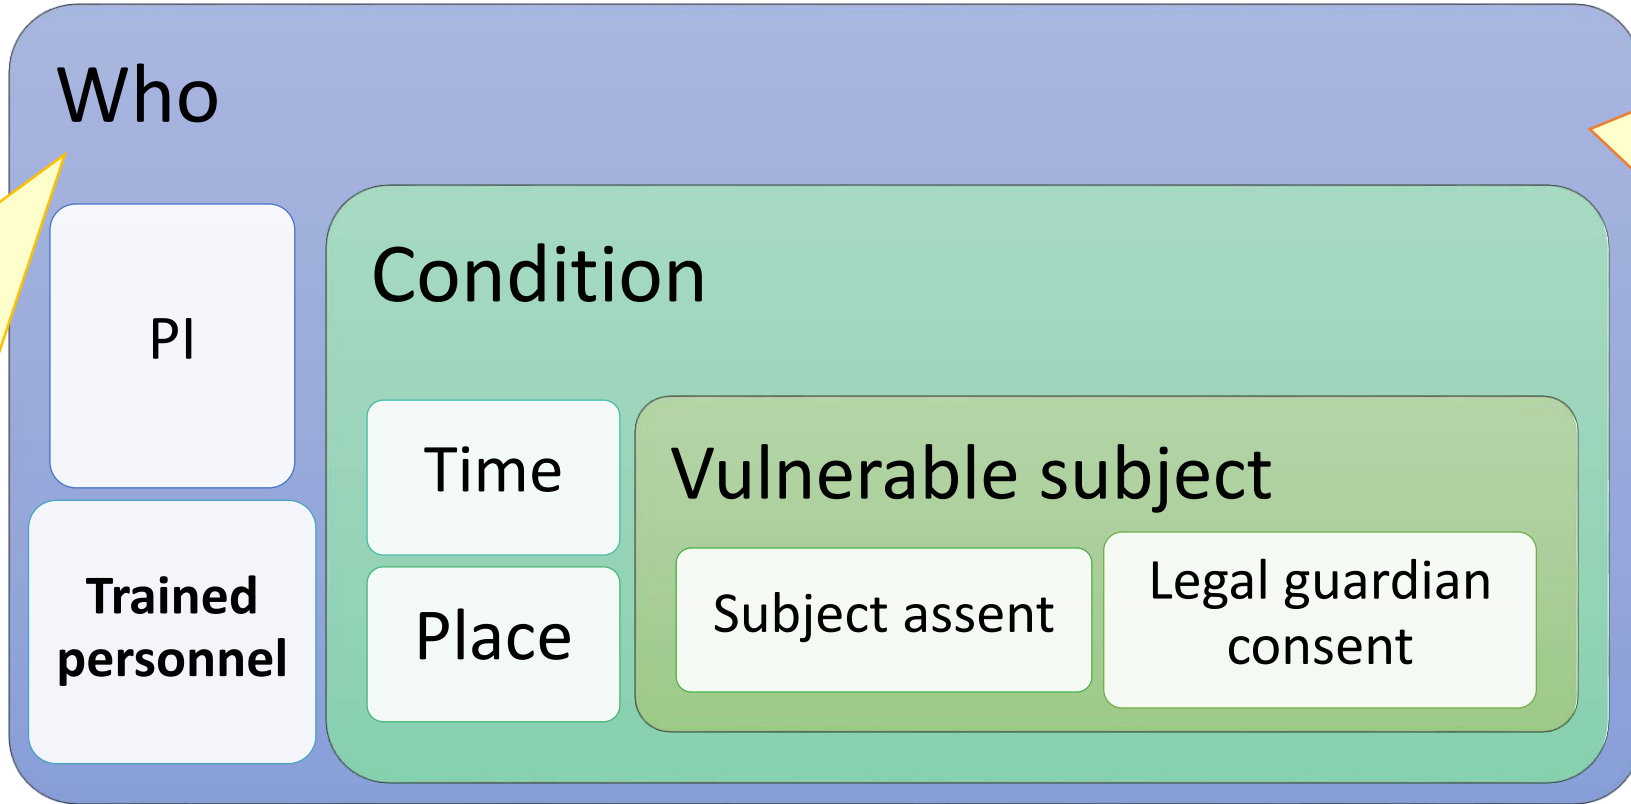 Who
PI
Trained
personnel
Condition
Time
Place
Vulnerable subject
Subject assent
Legal guardian
consent